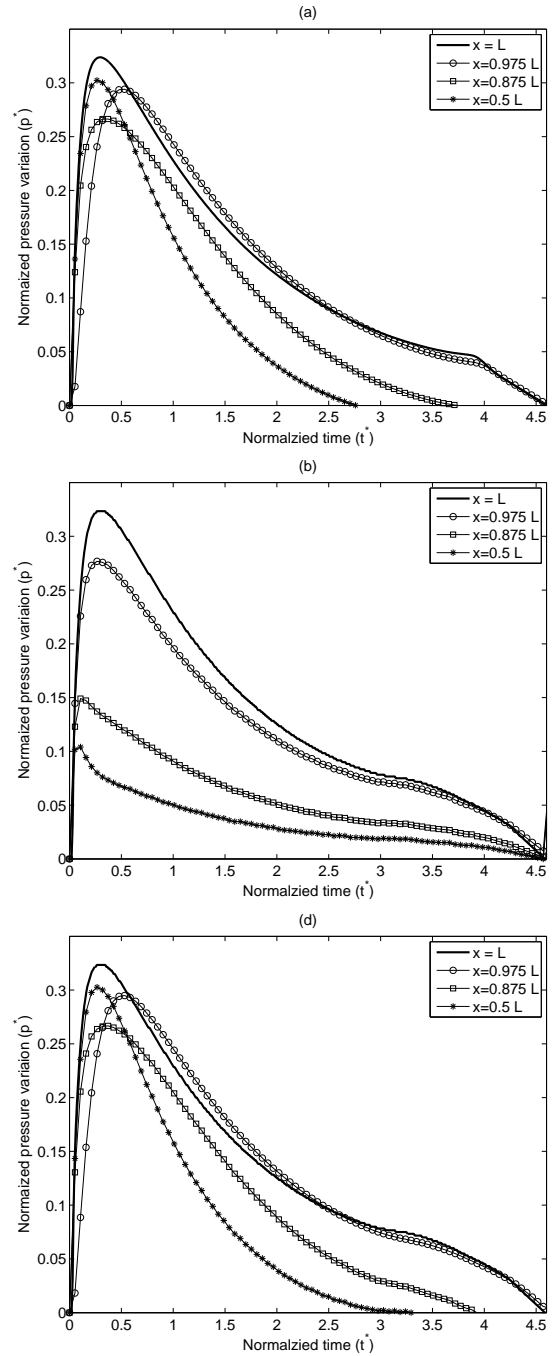 (a)
x = L
x=0.975 L
x=0.875 L
x=0.5 L
0.3
0.25
0.2
0.15
0.1
0.05
0
Normaized pressure variaion (p*)
0 0.5 1 1.5 2 2.5 3 3.5 4 4.5
Normalzied time (t*)
(b)
x = L
x=0.975 L
x=0.875 L
x=0.5 L
0.3
0.25
0.2
0.15
0.1
0.05
0
Normaized pressure variaion (p*)
0 0.5 1 1.5 2 2.5 3 3.5 4 4.5
Normalzied time (t*)
(d)
x = L
x=0.975 L
x=0.875 L
x=0.5 L
0.3
0.25
0.2
0.15
0.1
0.05
0
Normaized pressure variaion (p*)
0 0.5 1 1.5 2 2.5 3 3.5 4 4.5
Normalzied time (t*)